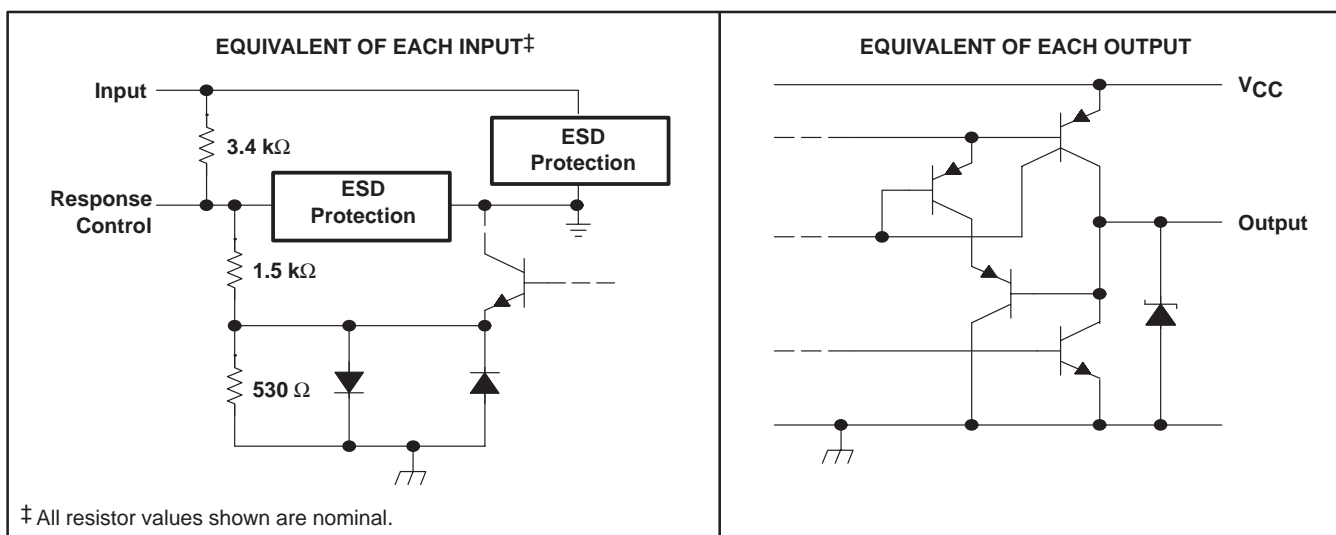 EQUIVALENT OF EACH INPUT‡
Input
3.4 kΩ
ESD
Protection
Response
Control
ESD
Protection
1.5 kΩ
530 Ω
‡ All resistor values shown are nominal.
EQUIVALENT OF EACH OUTPUT
VCC
Output